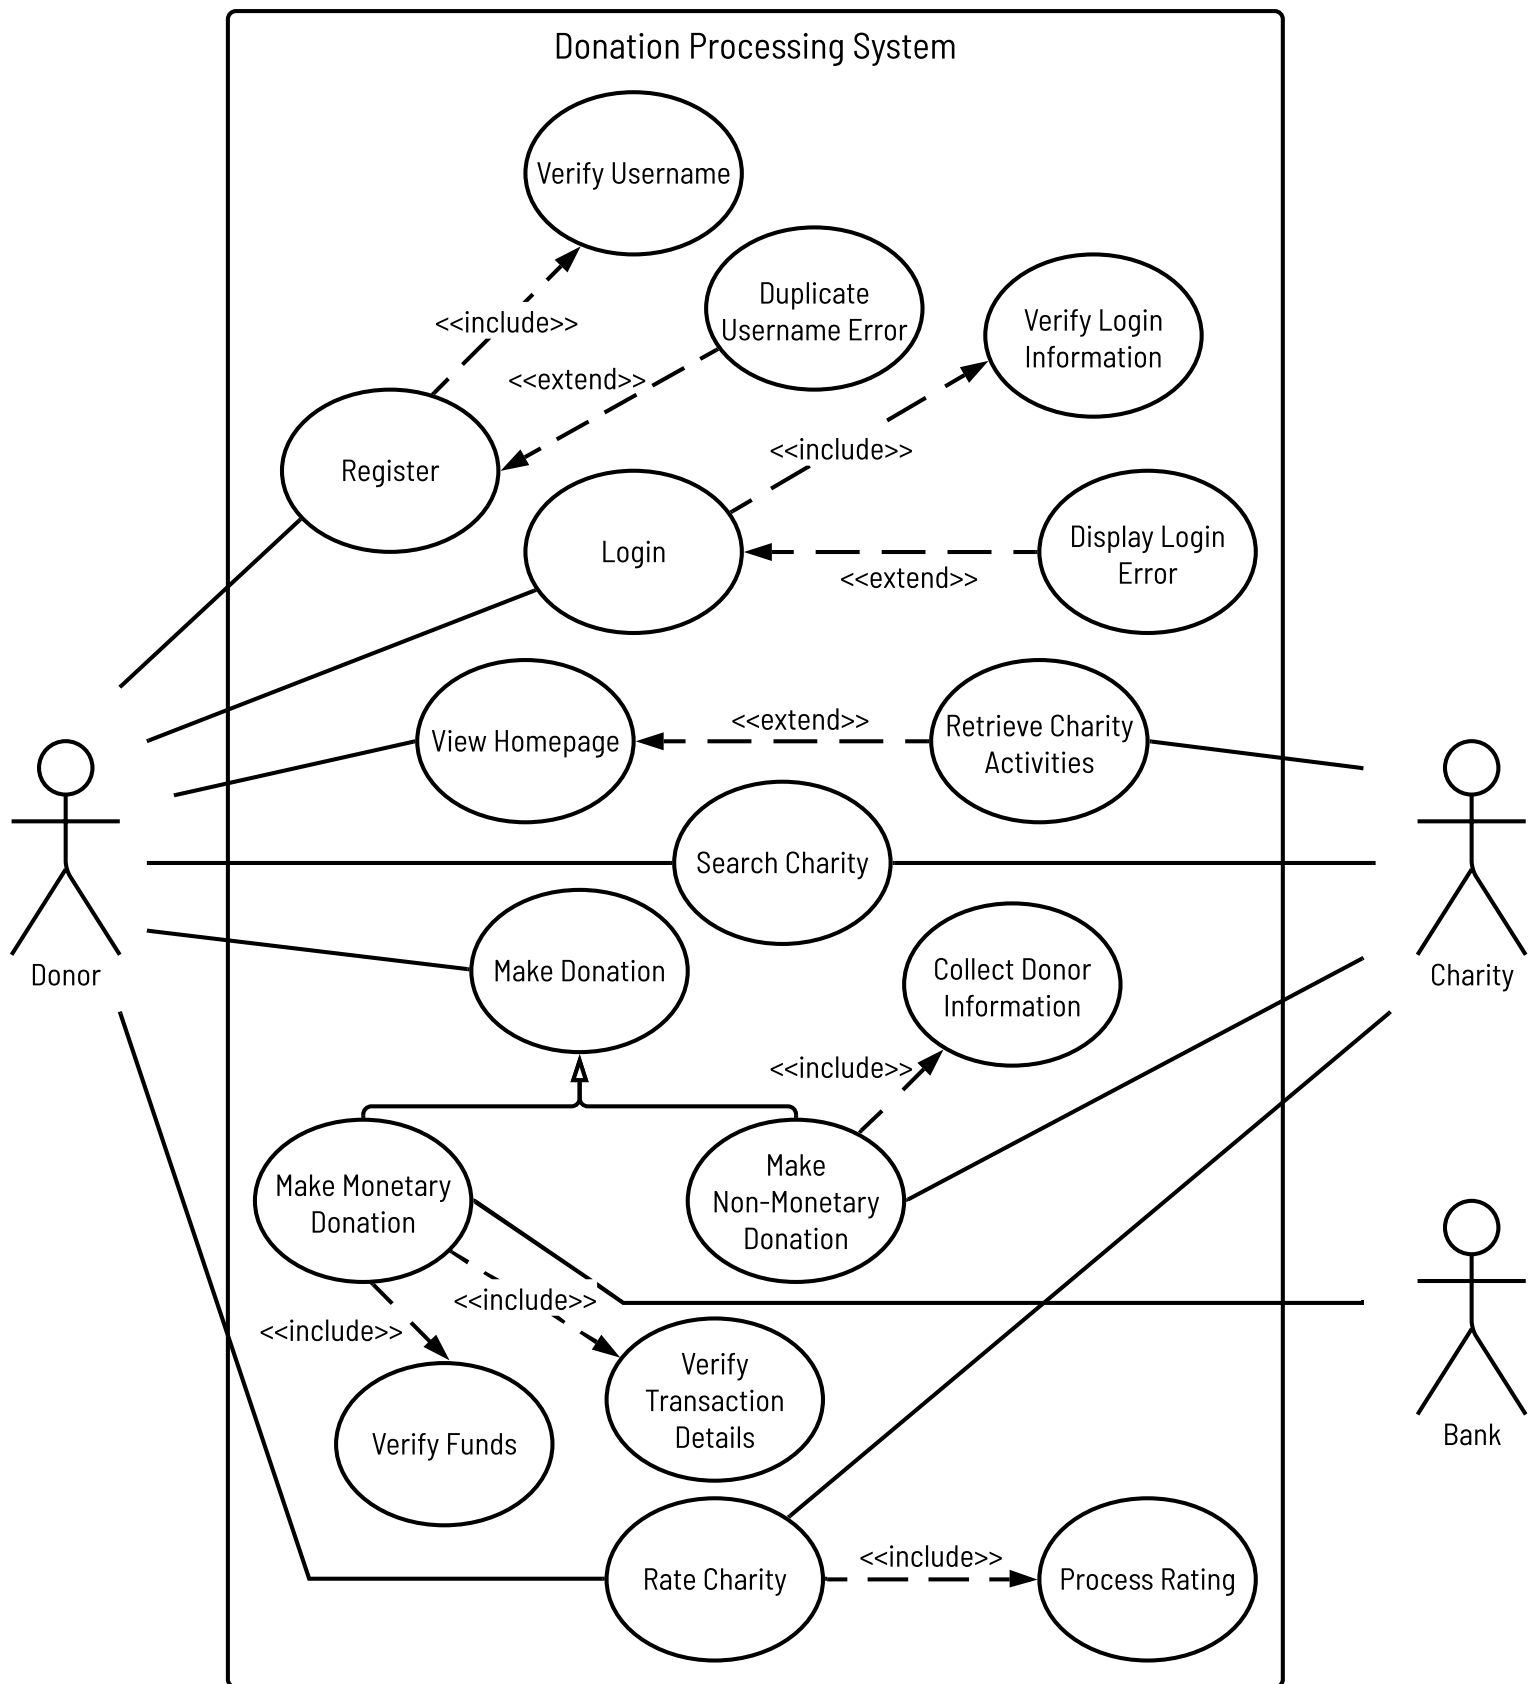 Donation Processing System
Verify Username
Duplicate
Username Error
Verify Login
Information
<<include>>
<<extend>>
Register
<<include>>
Login
Display Login
Error
<<extend>>
View Homepage
<<extend>>
Retrieve Charity
Activities
Search Charity
Donor
Charity
Make Donation
Collect Donor
Information
<<include>>
Make Monetary
Donation
Make
Non-Monetary
Donation
<<include>>
<<include>>
Verify
Transaction
Details
Verify Funds
Bank
Rate Charity
<<include>>
Process Rating